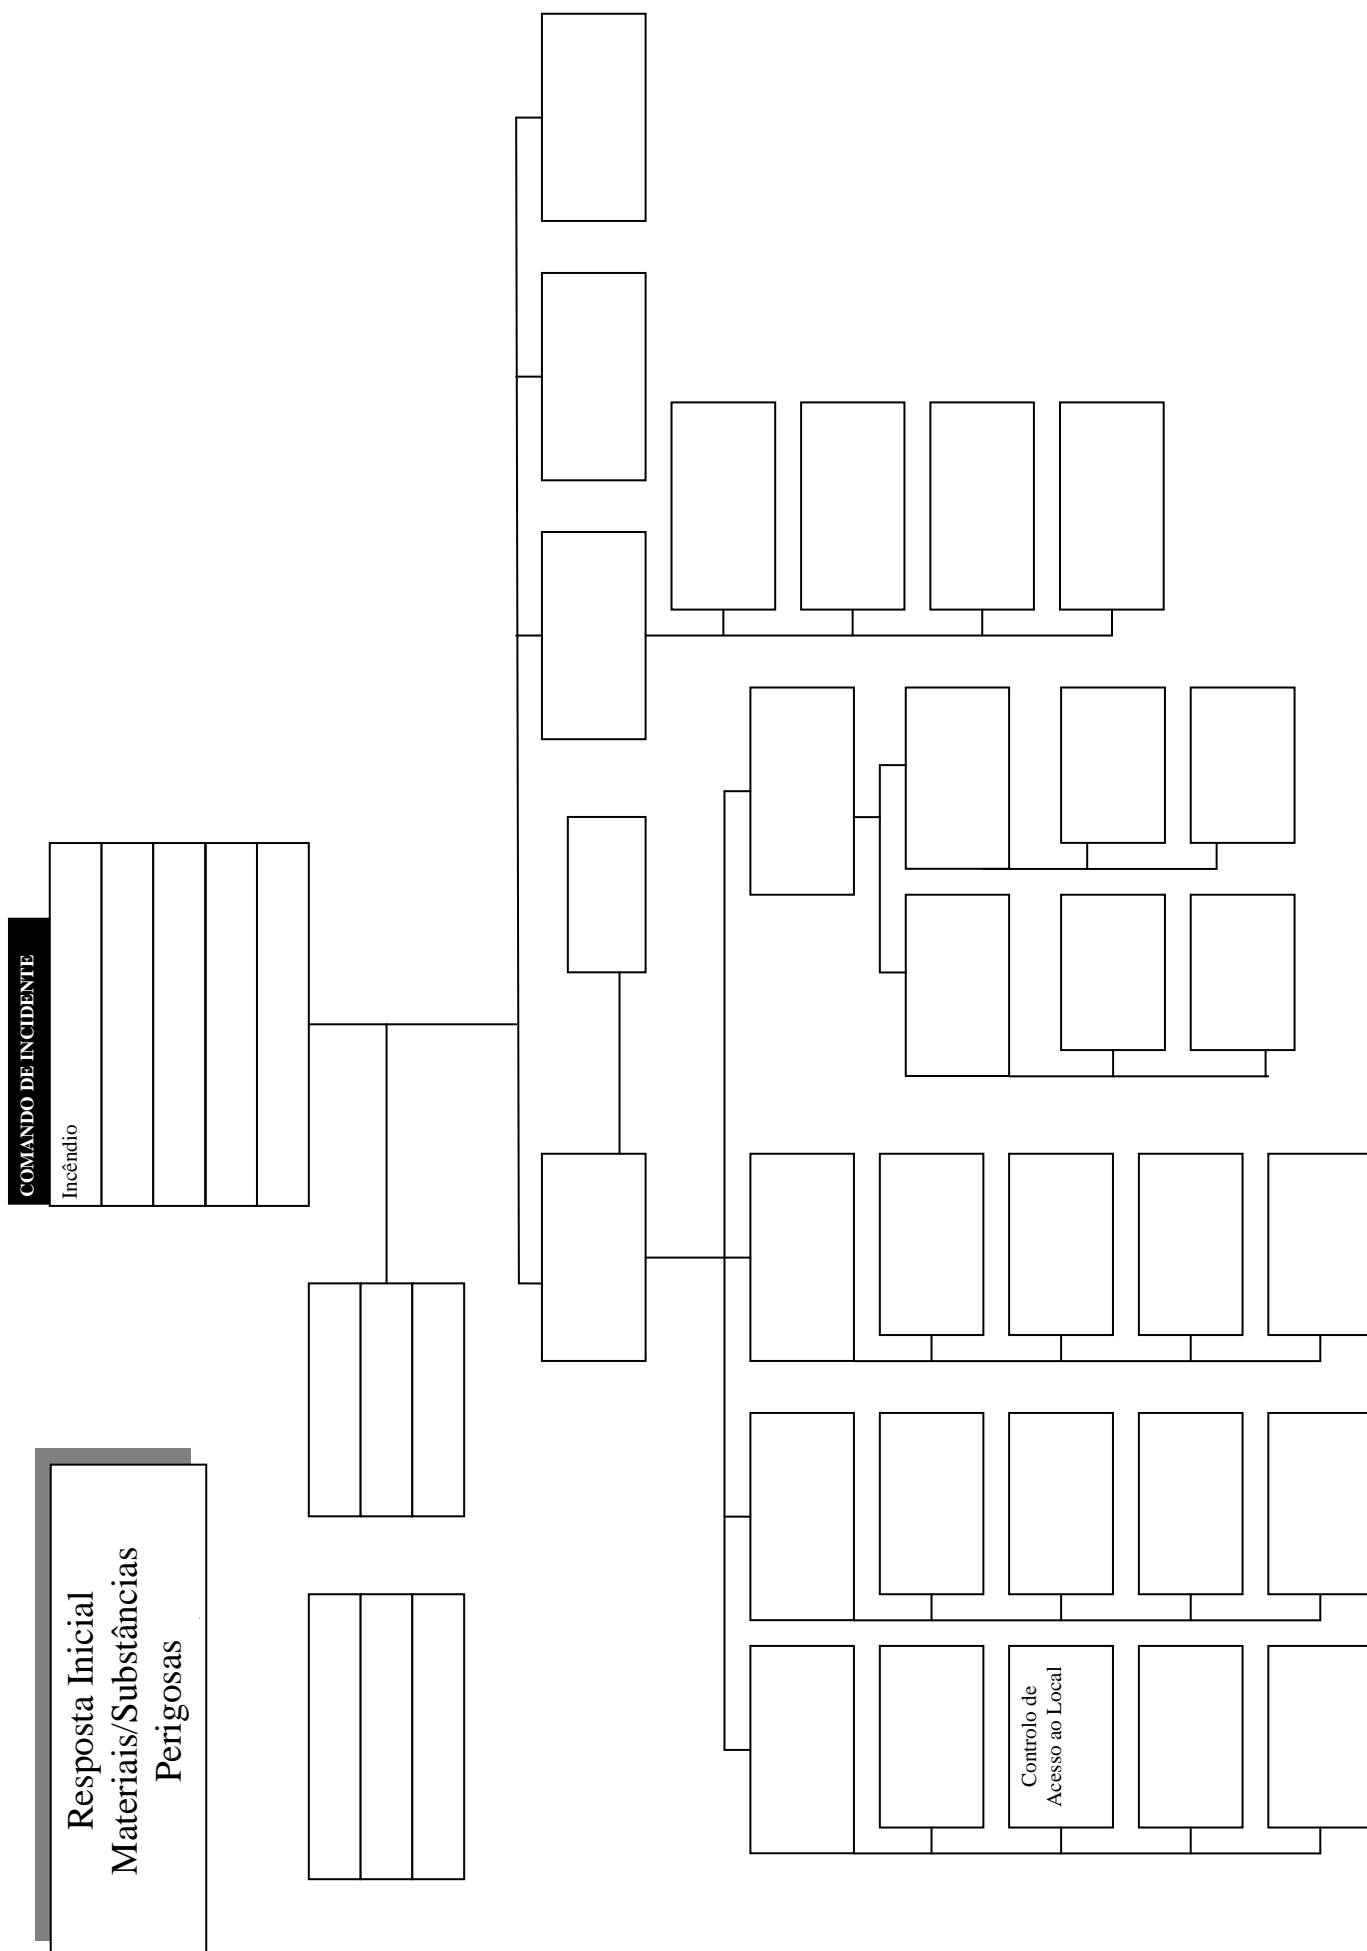 Resposta Inicial
Materiais/Substâncias
Perigosas
COMANDO DE INCIDENTE
Incêndio
Controlo de
Acesso ao Local